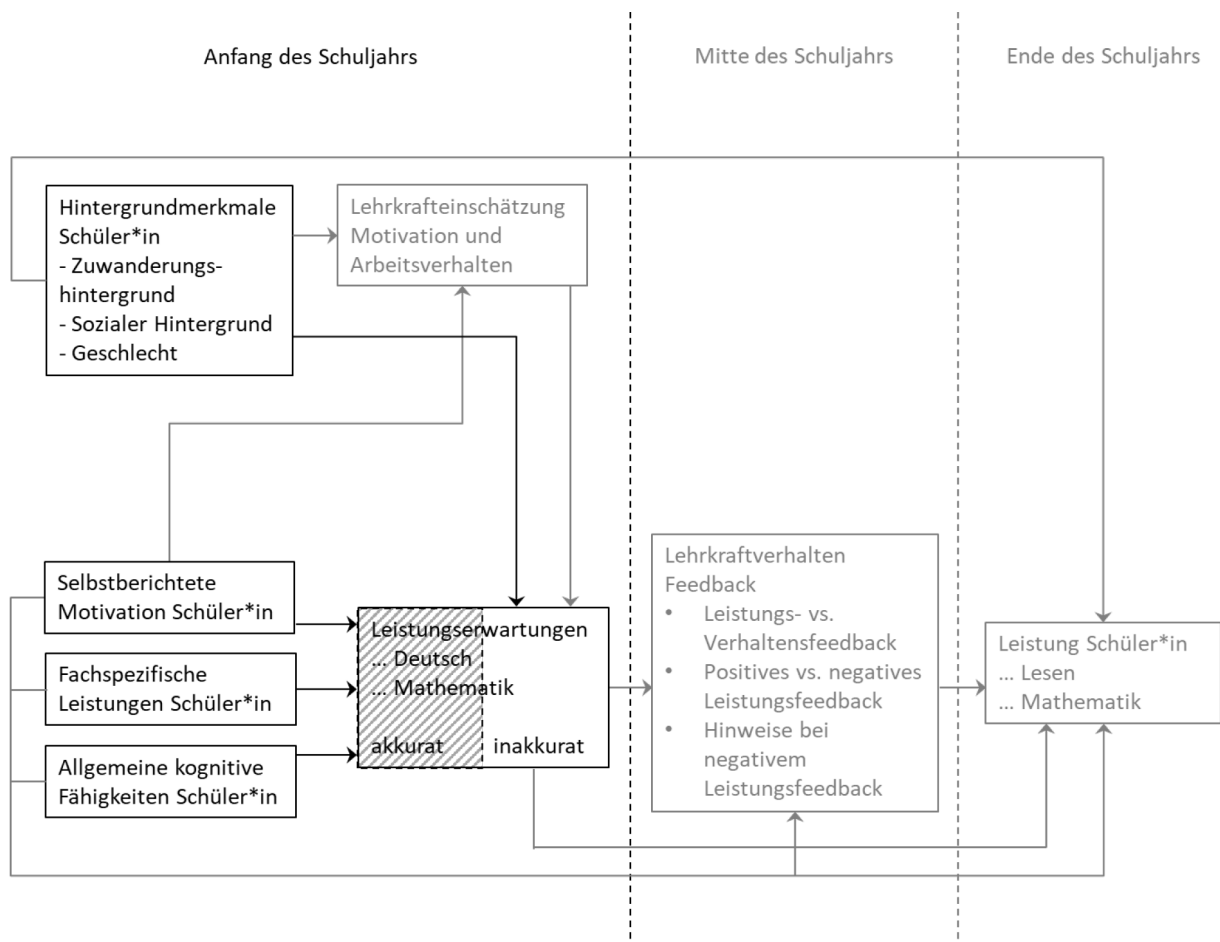 Anfang des Schuljahrs
Mitte des Schuljahrs
Ende des Schuljahrs
Hintergrundmerkmale
Schüler*in
- Zuwanderungs-
hintergrund
- Sozialer Hintergrund
- Geschlecht
Lehrkrafteinschätzung
Motivation und
Arbeitsverhalten
Selbstberichtete
Motivation Schüler*in
Fachspezifische
Leistungen Schüler*in
Allgemeine kognitive
Fähigkeiten Schüler*in
Leistungserwartungen
... Deutsch
... Mathematik
akkurat inakkurat
Lehrkraftverhalten
Feedback
• Leistungs- vs.
Verhaltensfeedback
• Positives vs. negatives
Leistungsfeedback
• Hinweise bei
negativem
Leistungsfeedback
Leistung Schüler*in
... Lesen
... Mathematik